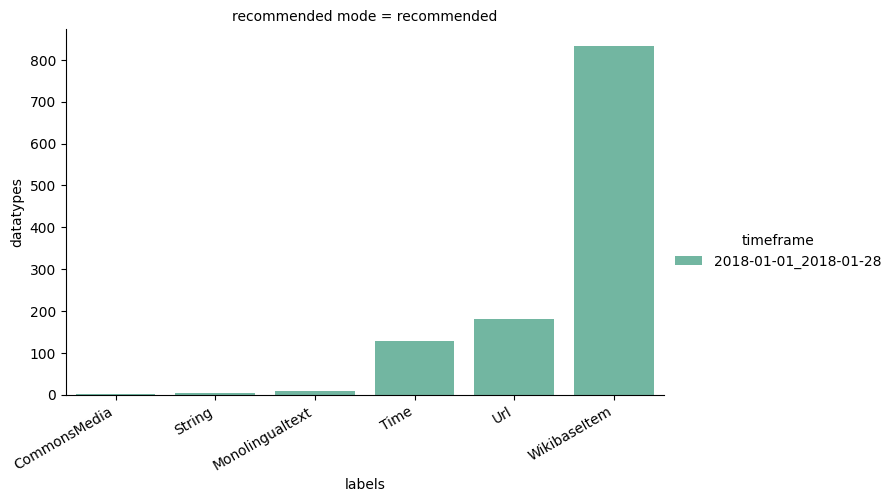 recommended mode = recommended
datatypes
800
700
600
500
400
300
200
100
0
CommonsMedia
String
Monolingualtext
Time
Url
WikibaseItem
labels
timeframe
2018-01-01_2018-01-28